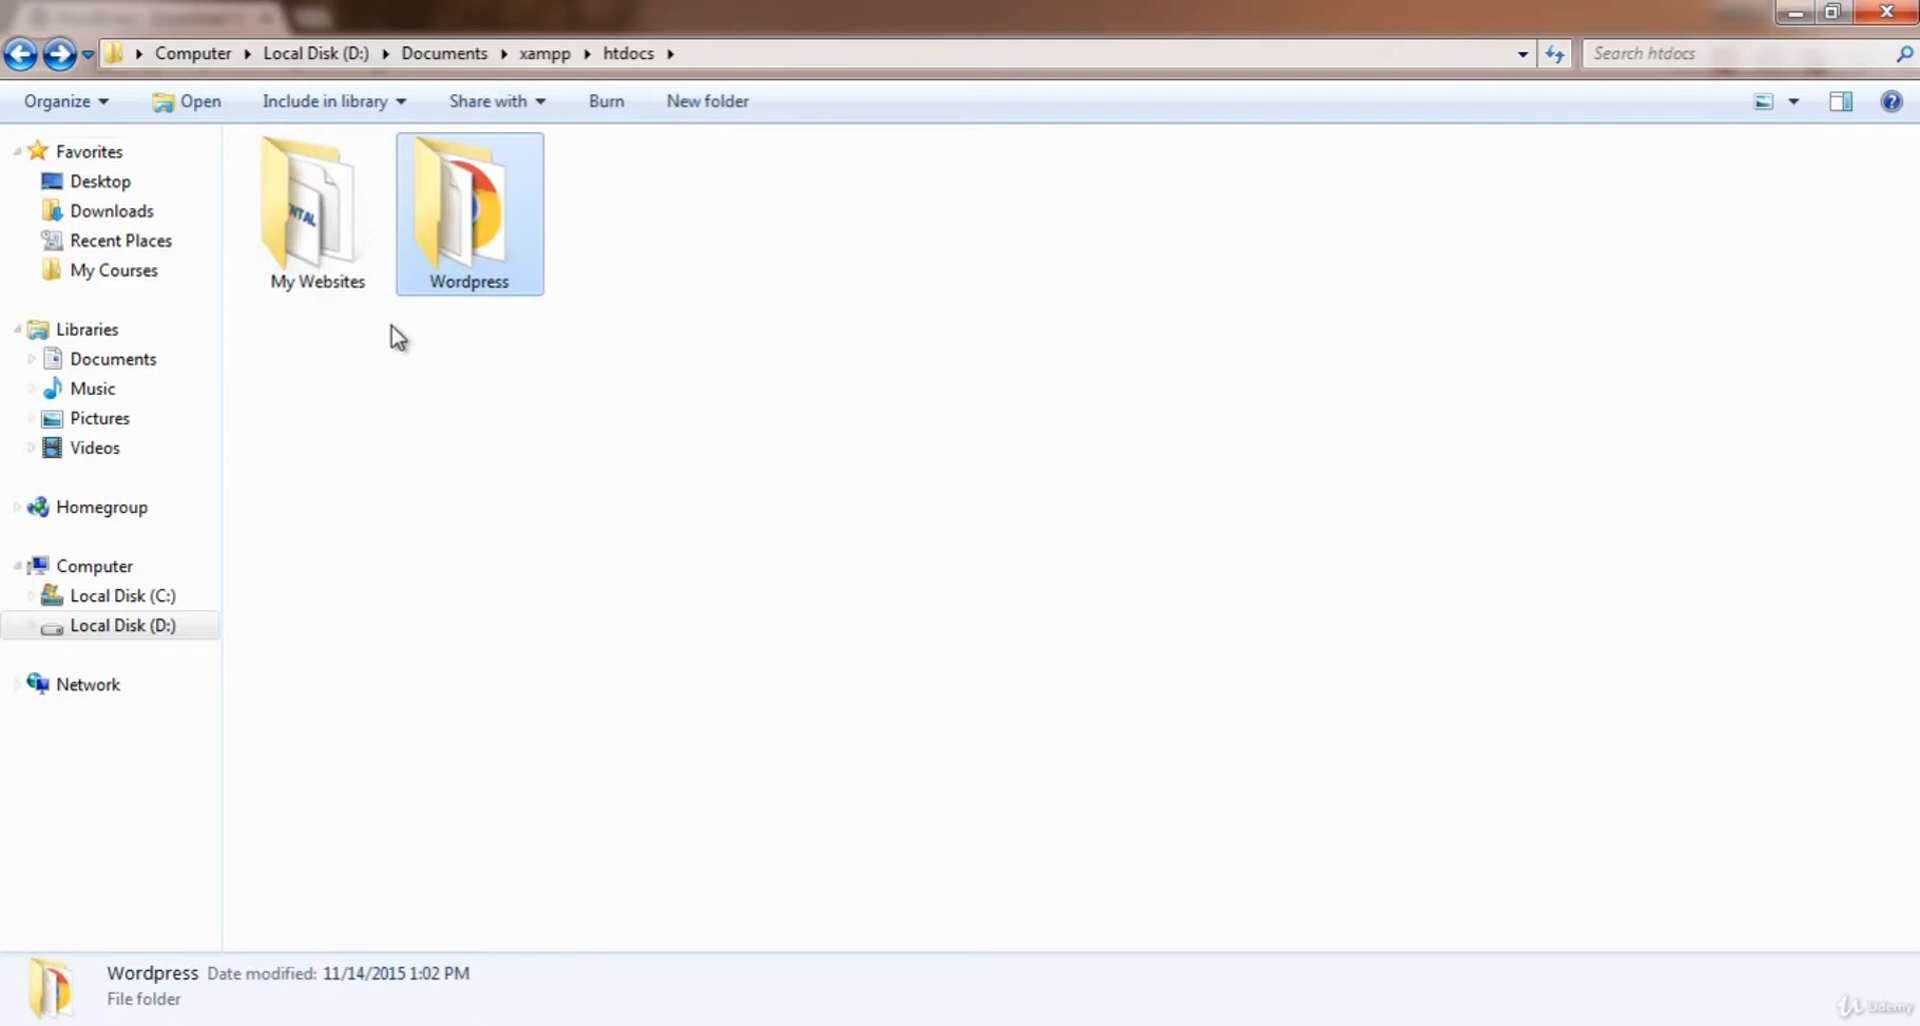 Computer Local Disk (D:) Documents xampp htdocs
Search htdocs
Organize Open Include in library Share with Burn New folder
Favorites
Desktop
Downloads
Recent Places
My Courses
Libraries
Documents
Music
Pictures
Videos
Homegroup
Computer
Local Disk (C:)
Local Disk (D:)
Network
NTAL
My Websites
Wordpress
Wordpress Date modified: 11/14/2015 1:02 PM
File folder
Udemy